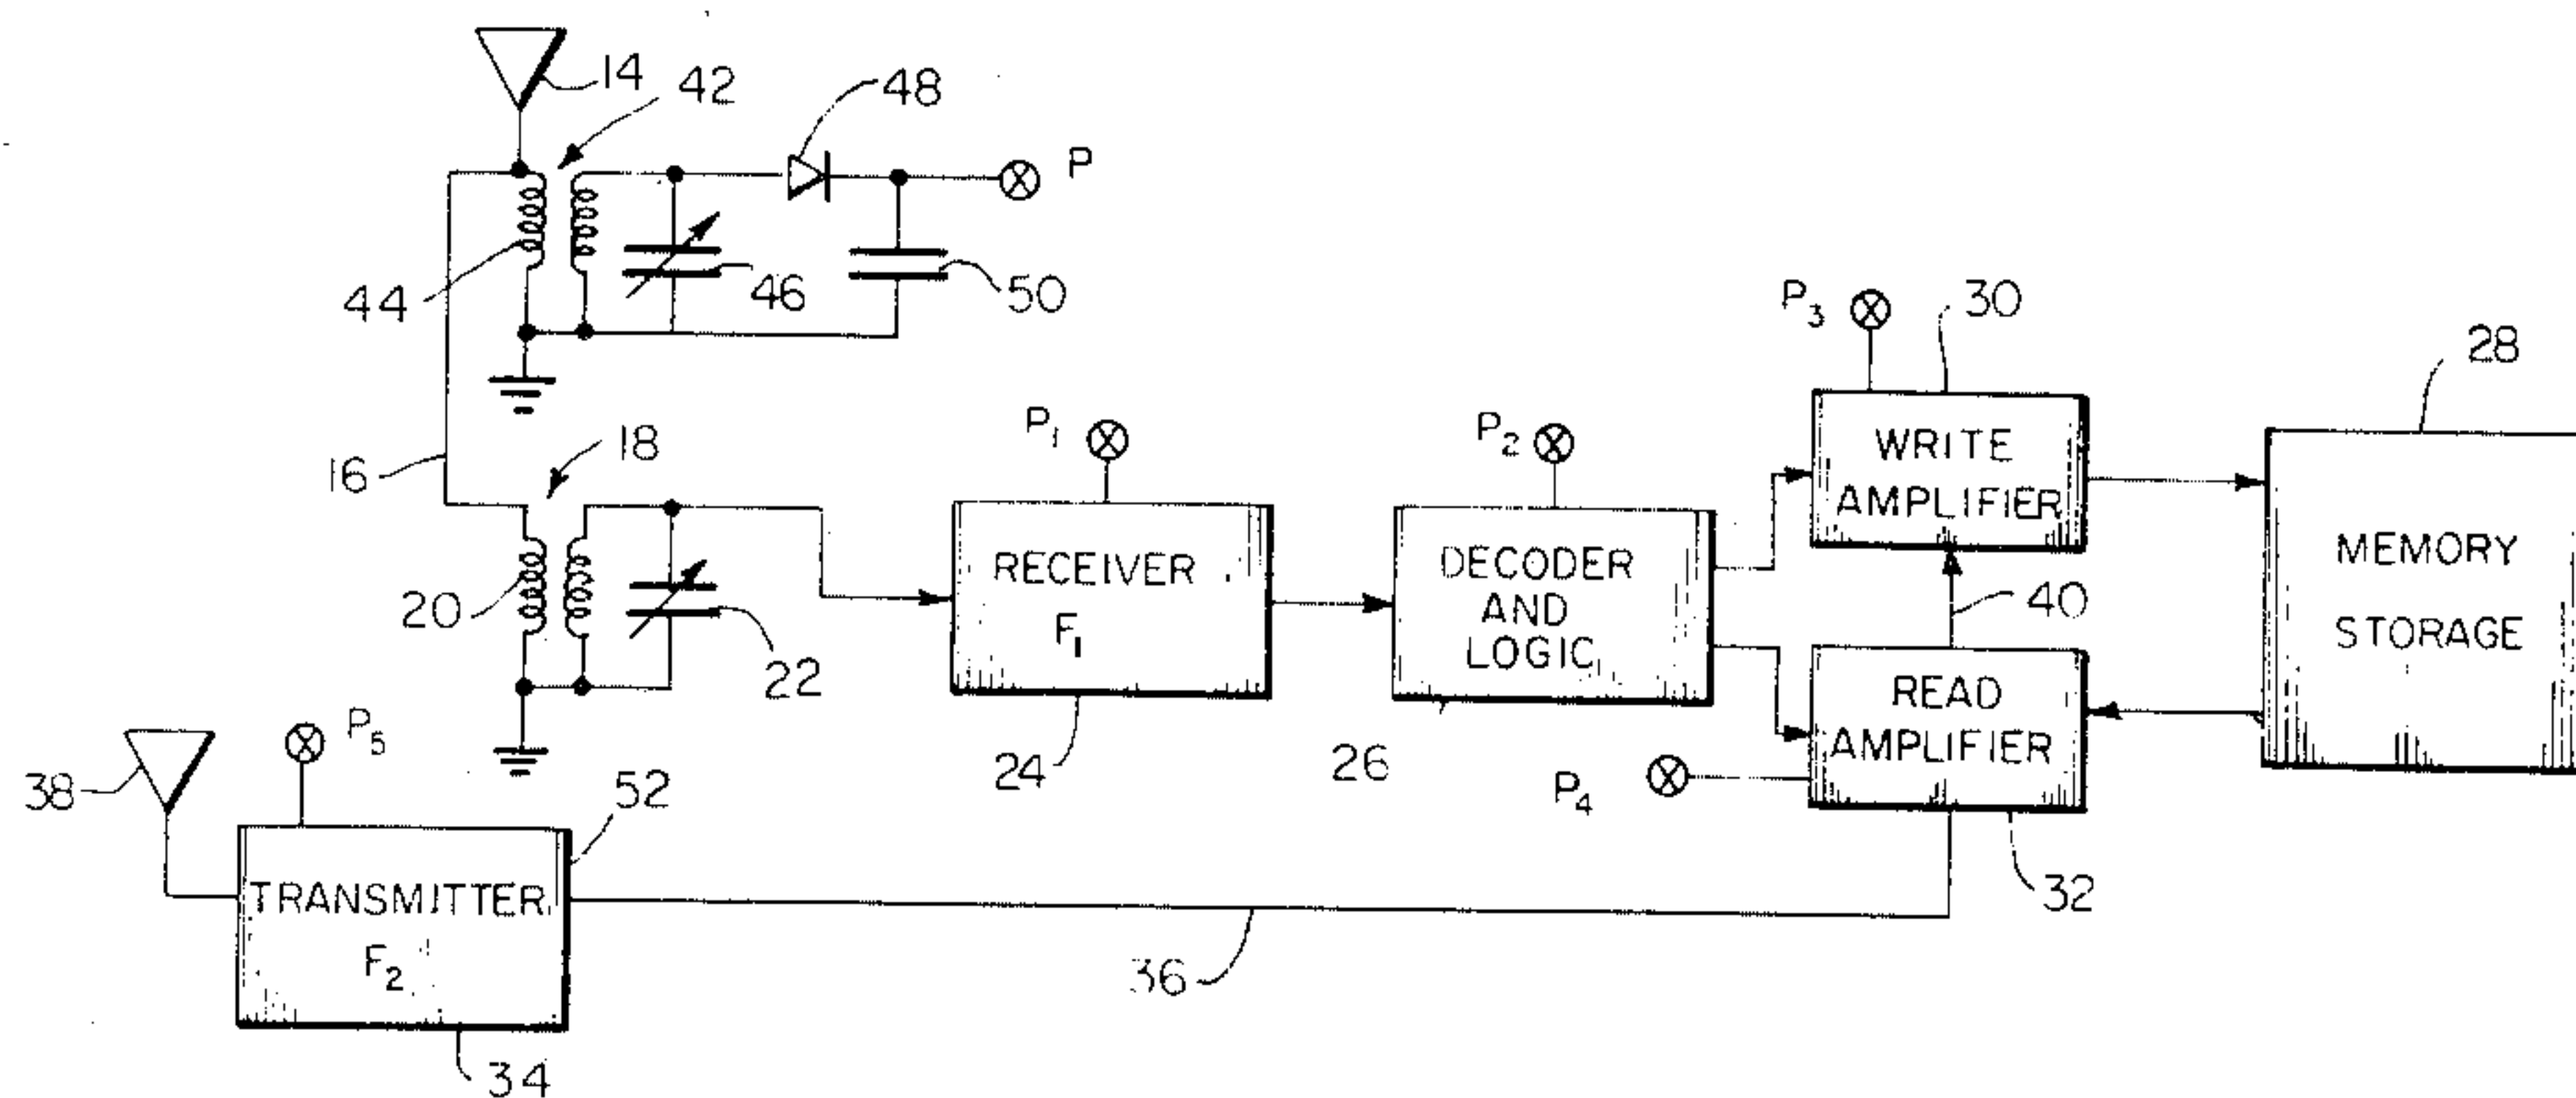 14
42
48
P
44
46
50
P3
30
28
16
18
P1
P2
WRITE
AMPLIFIER
20
22
RECEIVER
F1
DECODER
AND
LOGIC
40
MEMORY
STORAGE
READ
AMPLIFIER
38
P5
52
24
26
P4
32
TRANSMITTER
F2
36
34